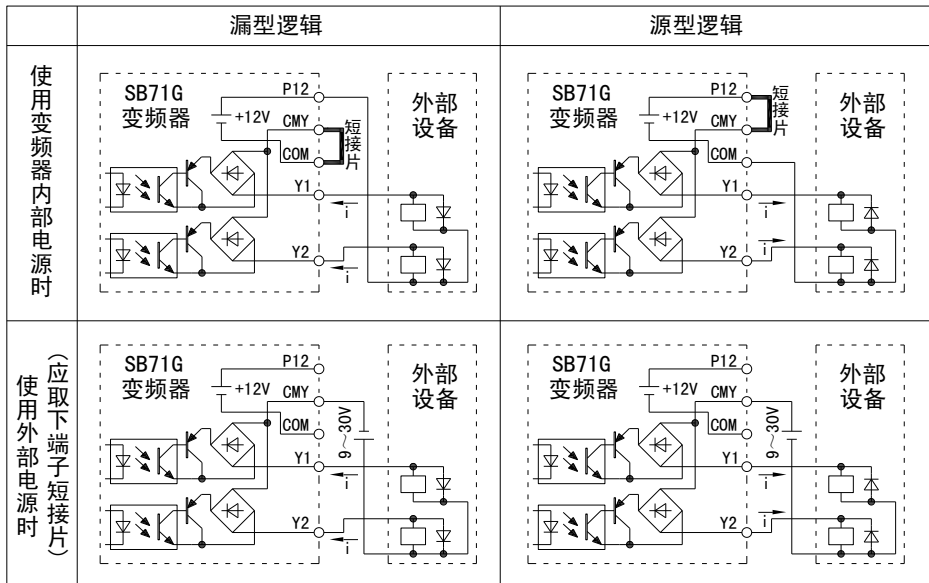 漏型逻辑
源型逻辑
使用变频器内部电源时
SB71G
变频器
P12
+12V
CMY
COM
短接片
Y1
i
Y2
i
外部
设备
SB71G
变频器
P12
+12V
CMY
COM
短接片
Y1
i
Y2
i
外部
设备
使用外部电源时
(应取下端子短接片)
SB71G
变频器
P12
+12V
CMY
COM
9~30V
Y1
i
Y2
i
外部
设备
SB71G
变频器
P12
+12V
CMY
COM
9~30V
Y1
i
Y2
i
外部
设备